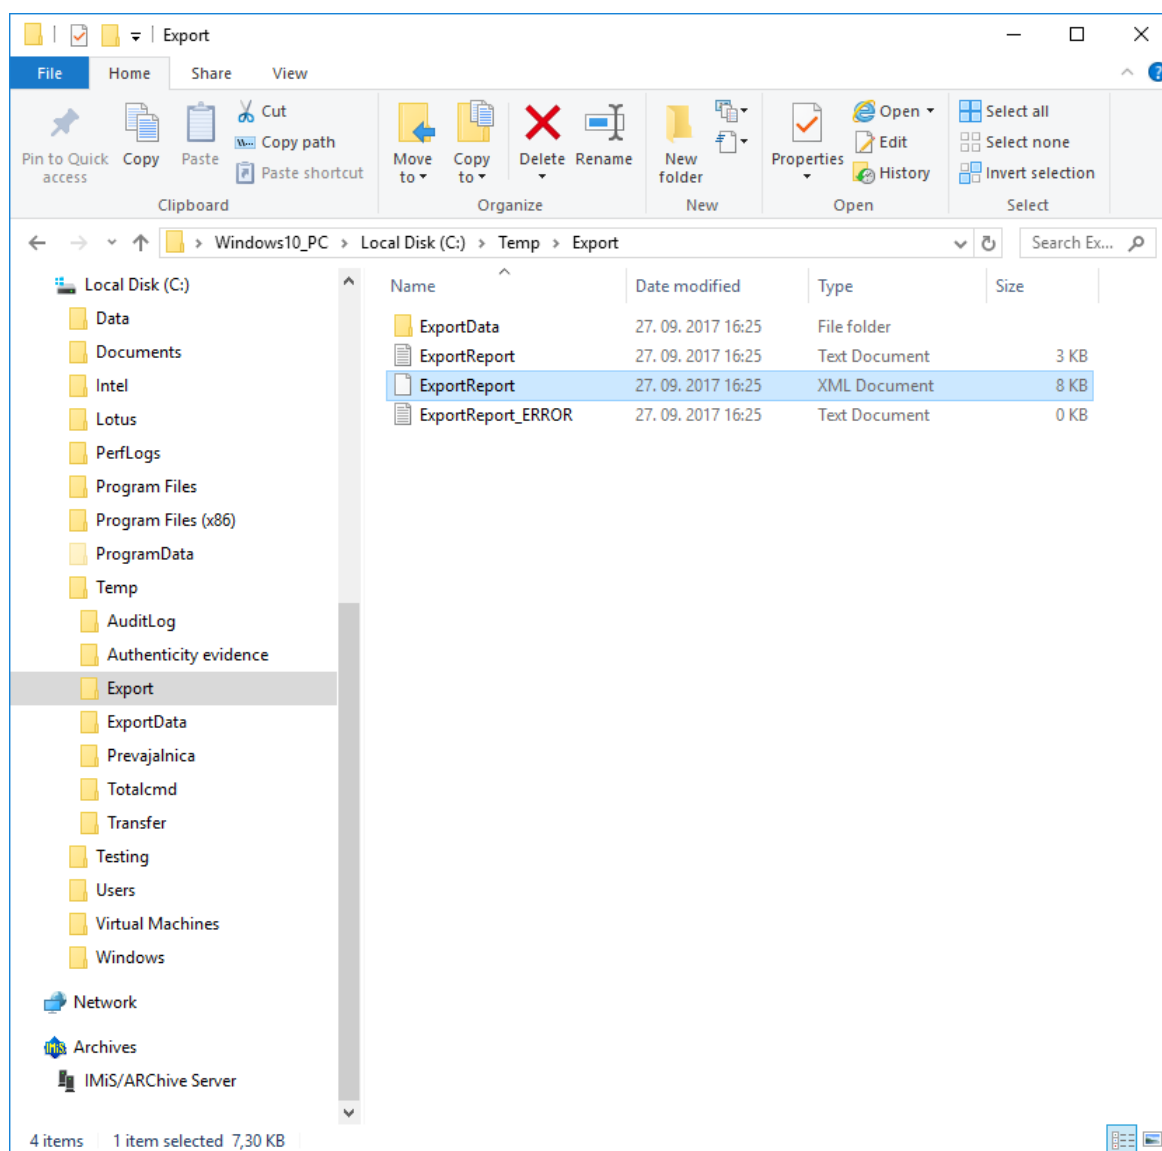 Export
File Home Share View
Pin to Quick access
Copy
Paste
Cut
Copy path
Paste shortcut
Clipboard
Move to
Copy to
Delete
Rename
Organize
New folder
New
Properties
Open
Edit
History
Open
Select all
Select none
Invert selection
Select
Windows10_PC Local Disk (C:) Temp Export
Search Ex...
Local Disk (C:)
Data
Documents
Intel
Lotus
PerfLogs
Program Files
Program Files (x86)
ProgramData
Temp
AuditLog
Authenticity evidence
Export
ExportData
Prevajalnica
Totalcmd
Transfer
Testing
Users
Virtual Machines
Windows
Network
Archives
IMiS/ARChive Server
Name Date modified Type Size
ExportData 27. 09. 2017 16:25 File folder
ExportReport 27. 09. 2017 16:25 Text Document 3 KB
ExportReport 27. 09. 2017 16:25 XML Document 8 KB
ExportReport_ERROR 27. 09. 2017 16:25 Text Document 0 KB
4 items 1 item selected 7,30 KB